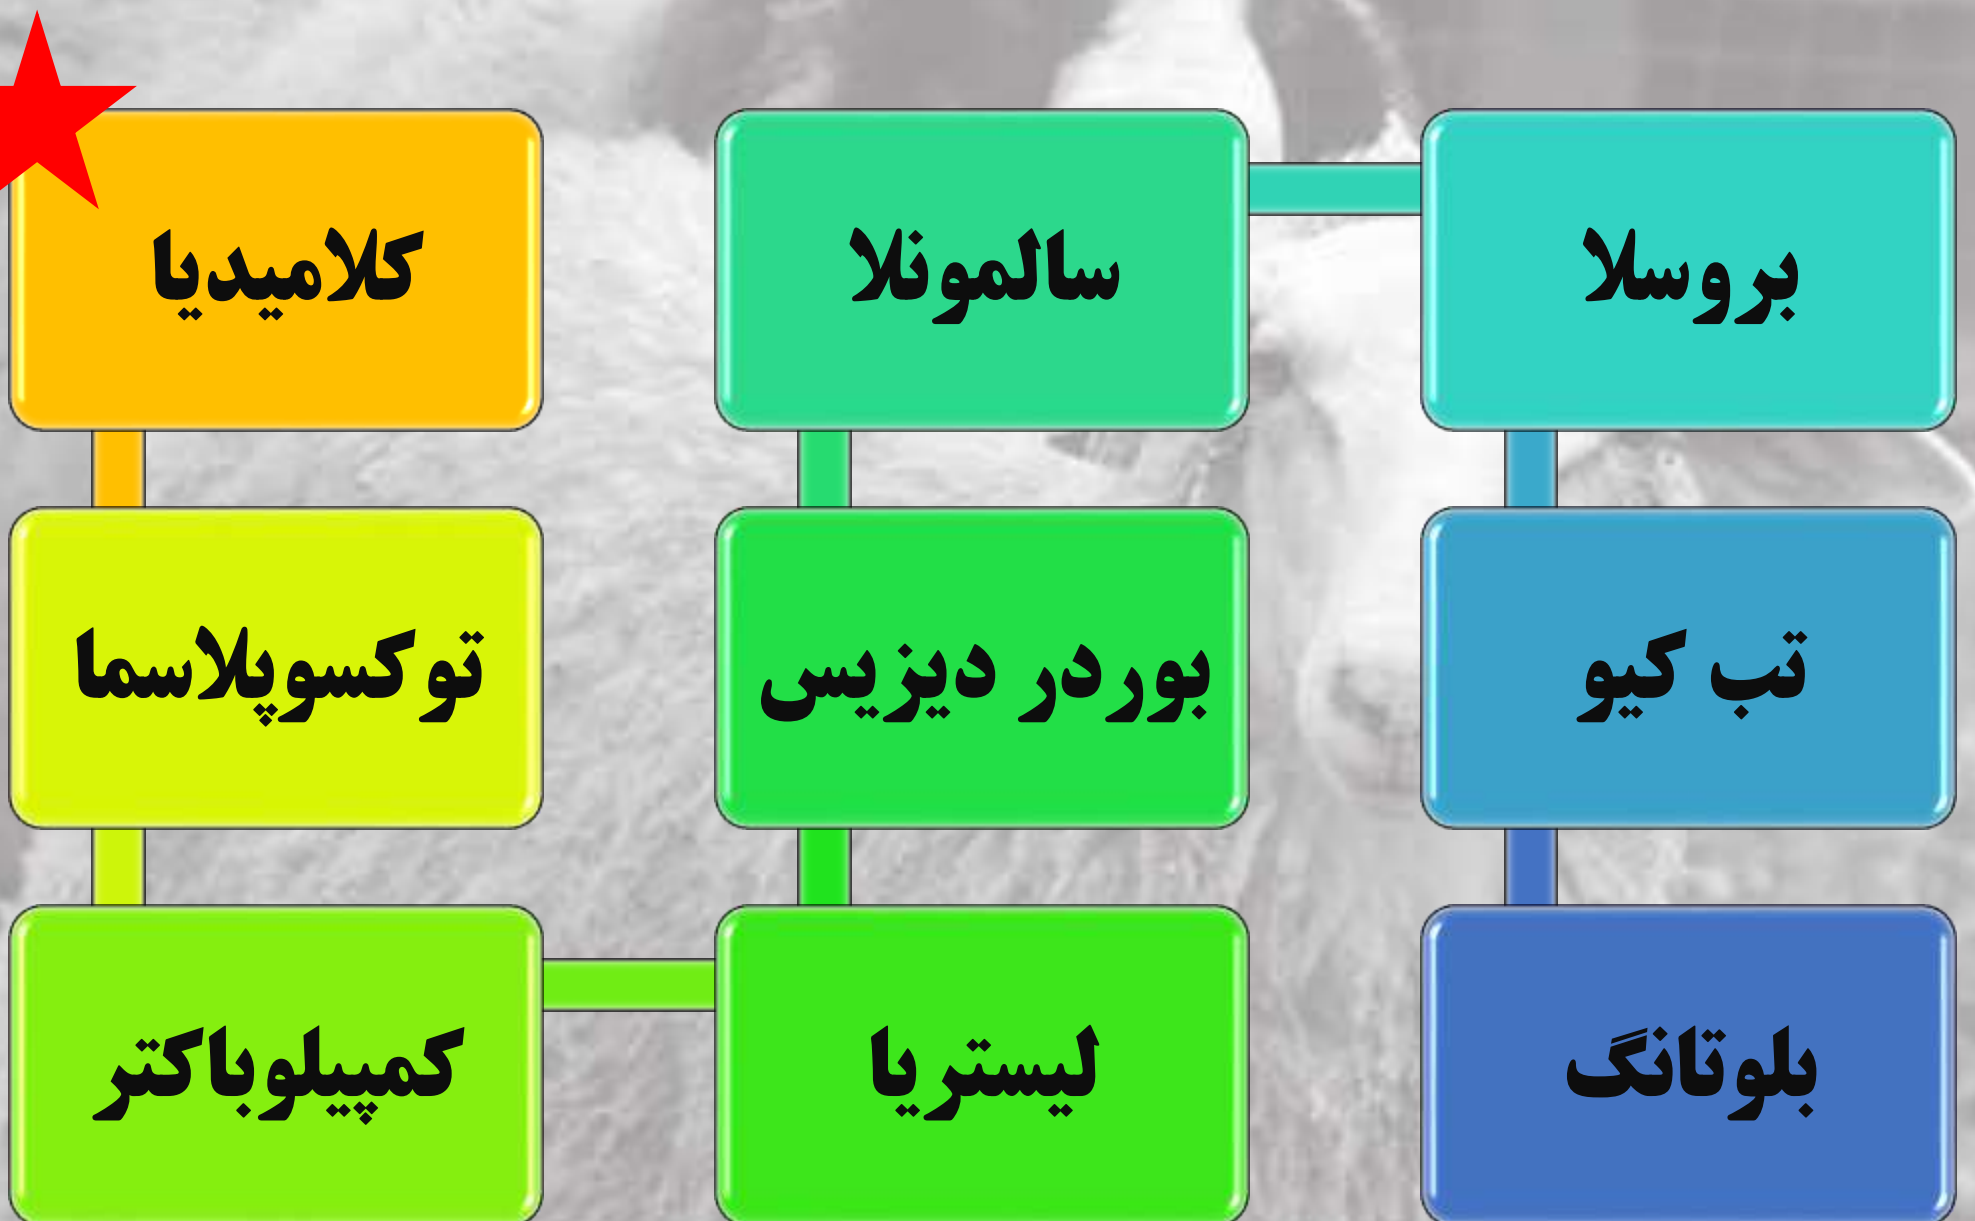 کلامیدیا
توکسوپلاسما
کمپیلوباکتر
لیستریا
بوردر دیزیس
سالمونلا
بروسلا
تب کیو
بلوتانگ